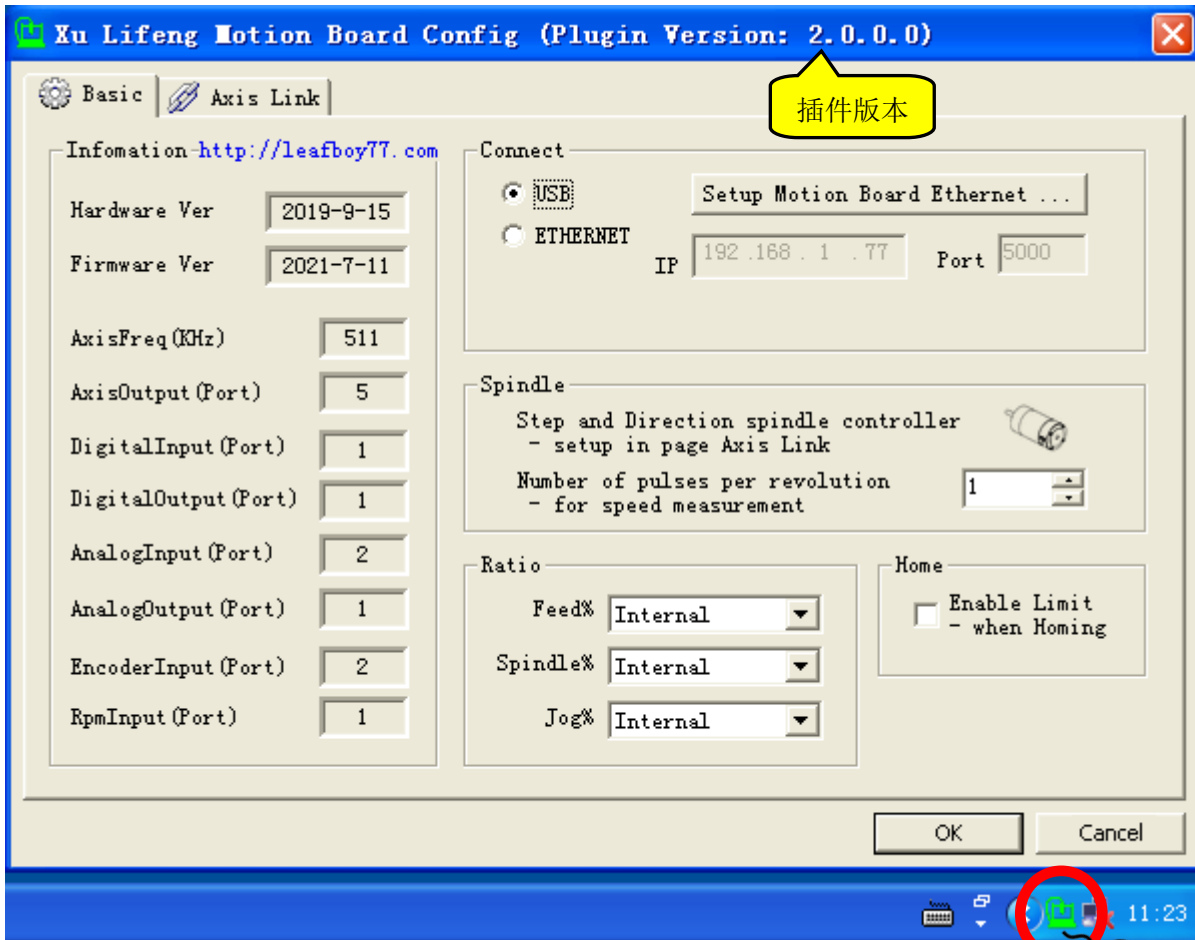 Xu Lifeng Motion Board Config (Plugin Version: 2.0.0.0)
插件版本
Basic
Axis Link
Infomation-http://leafboy77.com
Hardware Ver 2019-9-15
Firmware Ver 2021-7-11
AxisFreq(KHz) 511
AxisOutput(Port) 5
DigitalInput(Port) 1
DigitalOutput(Port) 1
AnalogInput(Port) 2
AnalogOutput(Port) 1
EncoderInput(Port) 2
RpmInput(Port) 1
Connect
USB
Setup Motion Board Ethernet ...
ETHERNET
IP 192 .168 . 1 . 77 Port 5000
Spindle
Step and Direction spindle controller
- setup in page Axis Link
Number of pulses per revolution
- for speed measurement
1
Ratio
Feed% Internal
Spindle% Internal
Jog% Internal
Home
Enable Limit
- when Homing
OK
Cancel
11:23